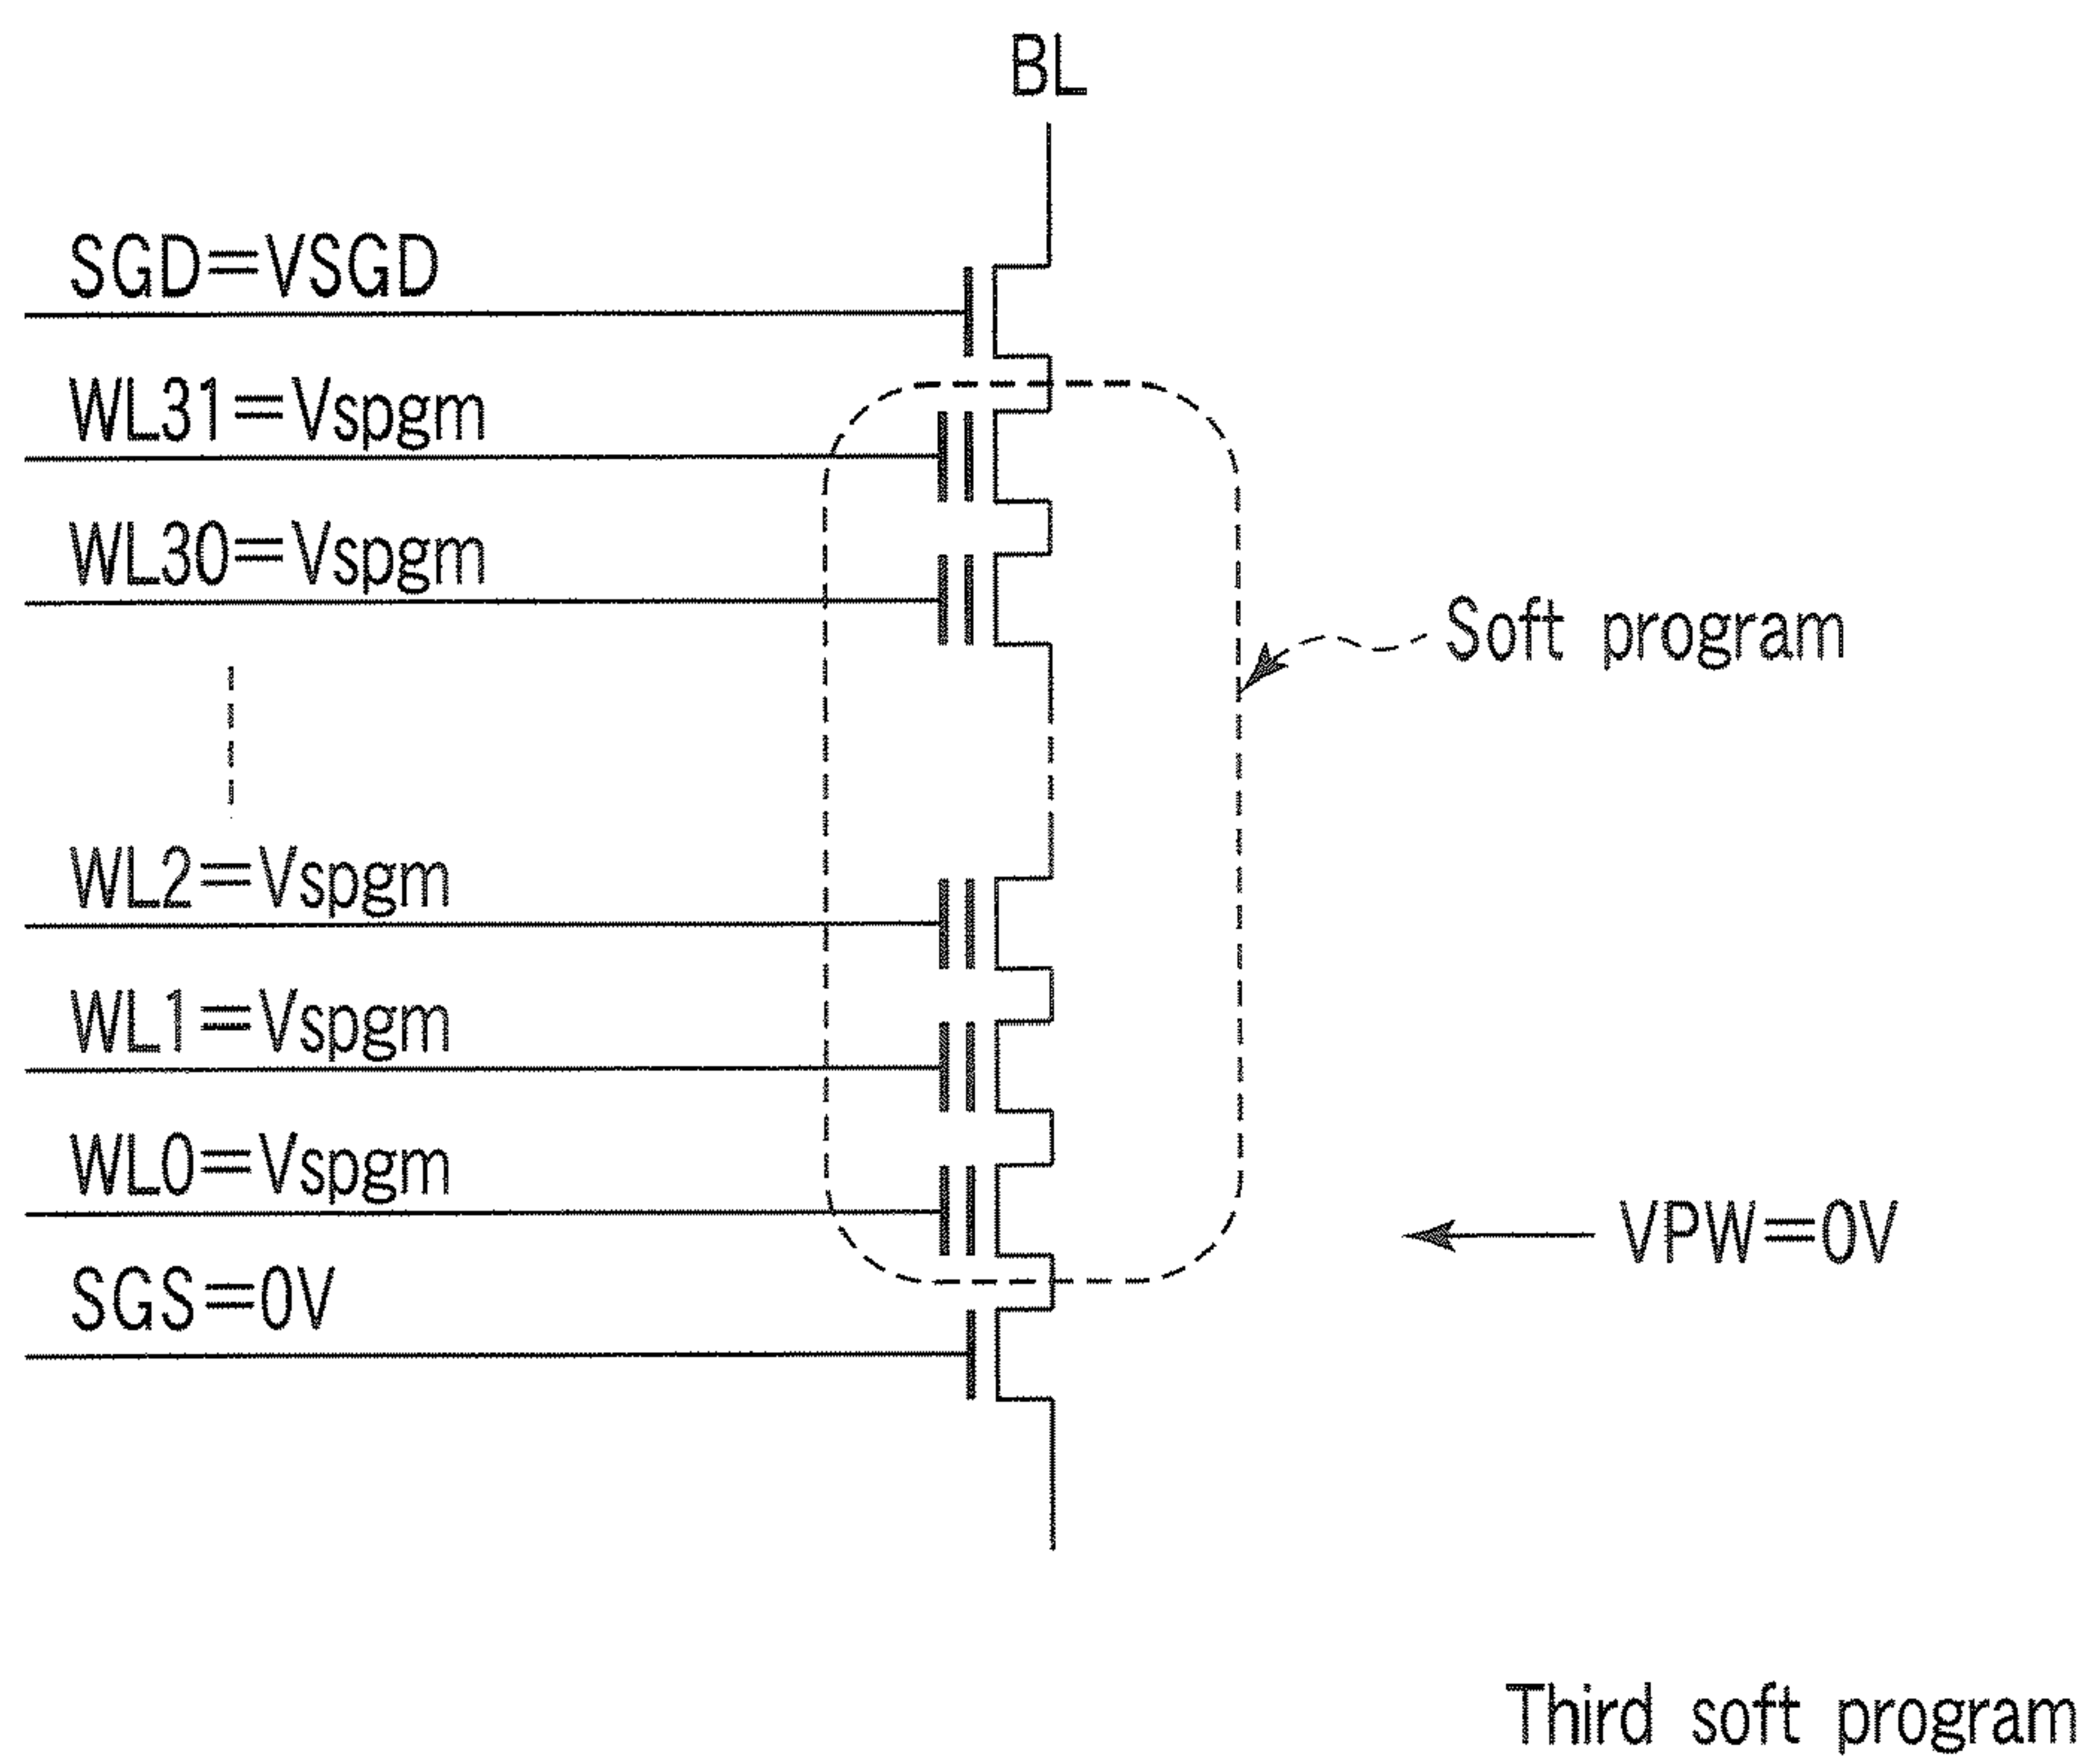 BL
SGD=VSGD
WL31=Vspgm
WL30=Vspgm
Soft program
WL2=Vspgm
WL1=Vspgm
WL0=Vspgm
VPW=0V
SGS=0V
Third soft program